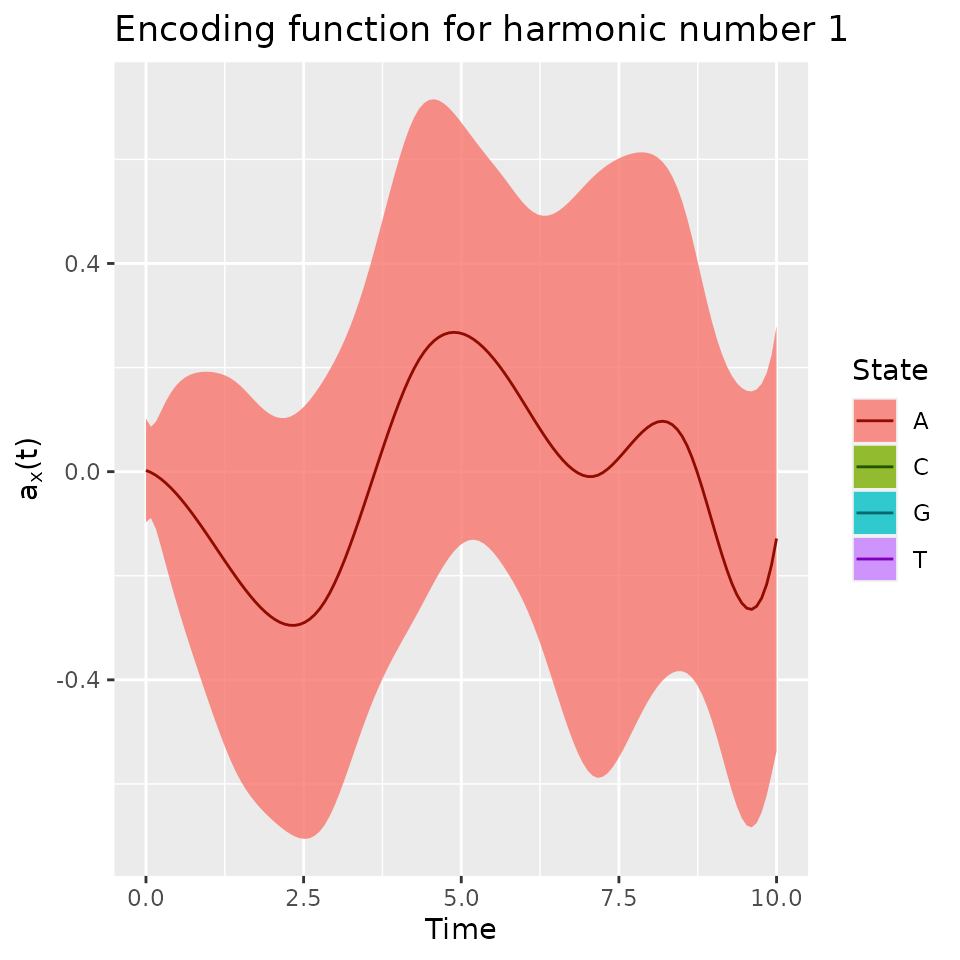 Encoding function for harmonic number 1
aₓ(t)
0.4
0.0
-0.4
0.0 2.5 5.0 7.5 10.0
Time
State
A
C
G
T